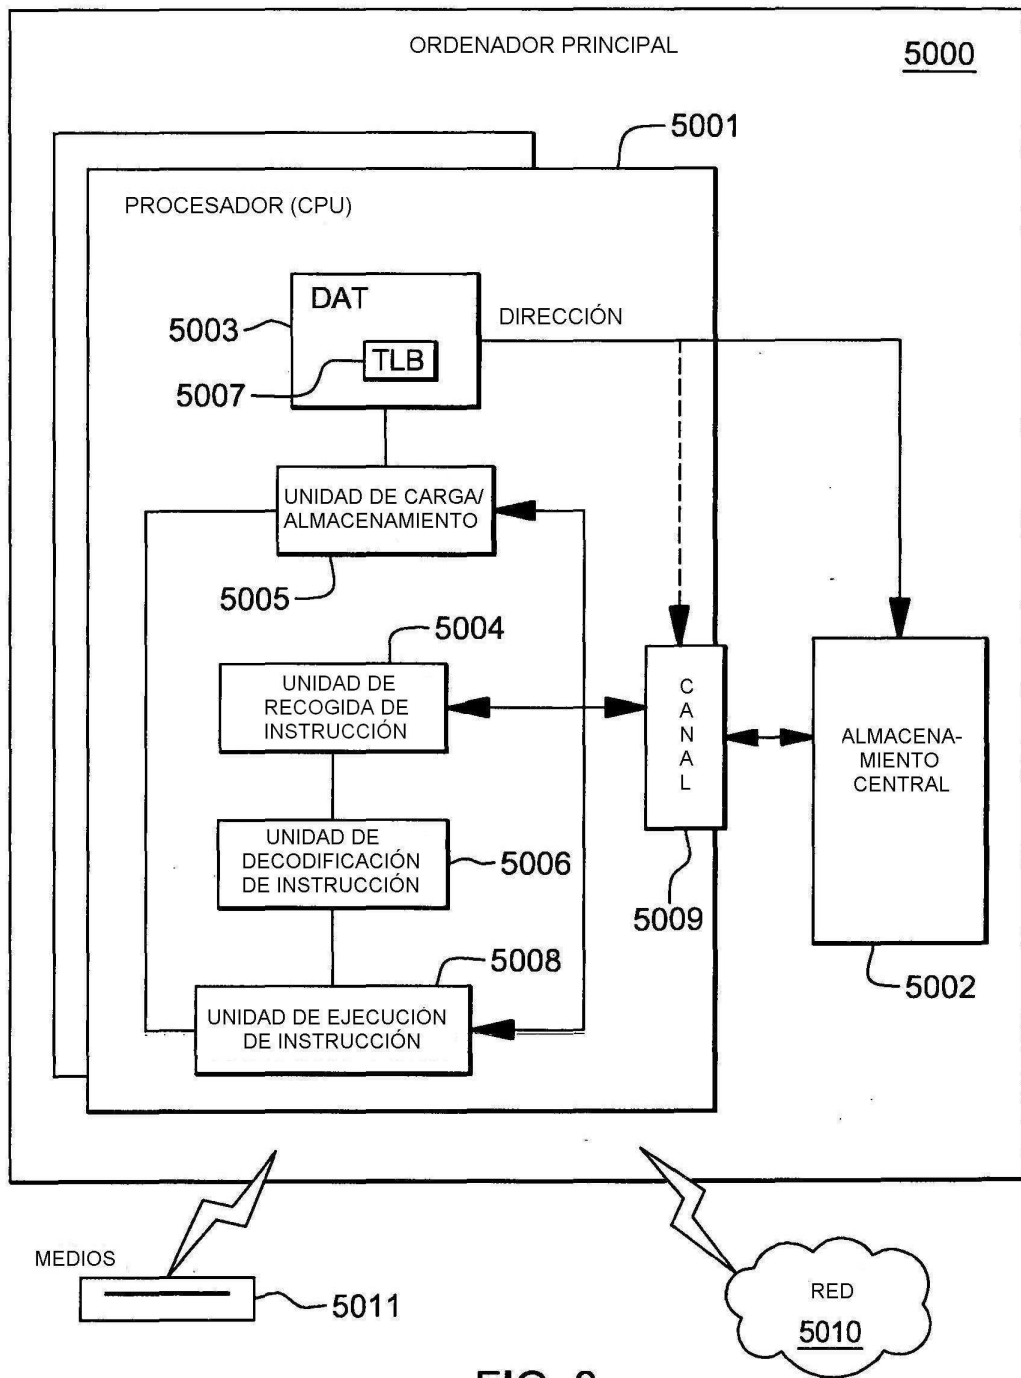 ORDENADOR PRINCIPAL
5000
5001
PROCESADOR (CPU)
DAT
5003
TLB
5007
DIRECCIÓN
UNIDAD DE CARGA/
ALMACENAMIENTO
5005
5004
UNIDAD DE
RECOGIDA DE
INSTRUCCIÓN
CANAL
ALMACENA-
MIENTO
CENTRAL
UNIDAD DE
DECODIFICACIÓN
DE INSTRUCCIÓN
5006
5009
5002
5008
UNIDAD DE EJECUCIÓN
DE INSTRUCCIÓN
MEDIOS
5011
RED
5010